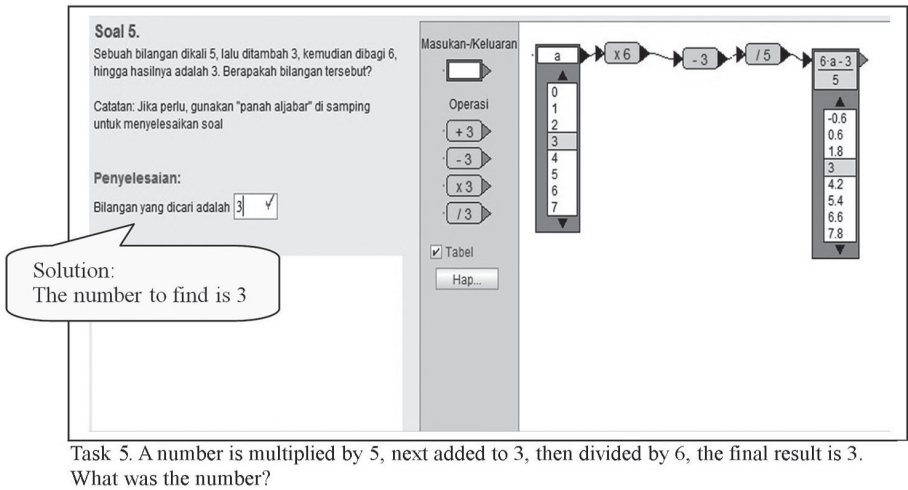 Soal 5.
Sebuah bilangan dikali 5, lalu ditambah 3, kemudian dibagi 6,
hingga hasilnya adalah 3. Berapakah bilangan tersebut?
Catatan: Jika perlu, gunakan "panah aljabar" di samping
untuk menyelesaikan soal
Penyelesaian:
Bilangan yang dicari adalah 3
Solution:
The number to find is 3
Masukan-/Keluaran
Operasi
+ 3
- 3
x 3
/ 3
Tabel
Hap...
a
0
1
2
3
4
5
6
7
x 6
- 3
/ 5
6·a - 3
5
-0.6
0.6
1.8
3
4.2
5.4
6.6
7.8
Task 5. A number is multiplied by 5, next added to 3, then divided by 6, the final result is 3.
What was the number?